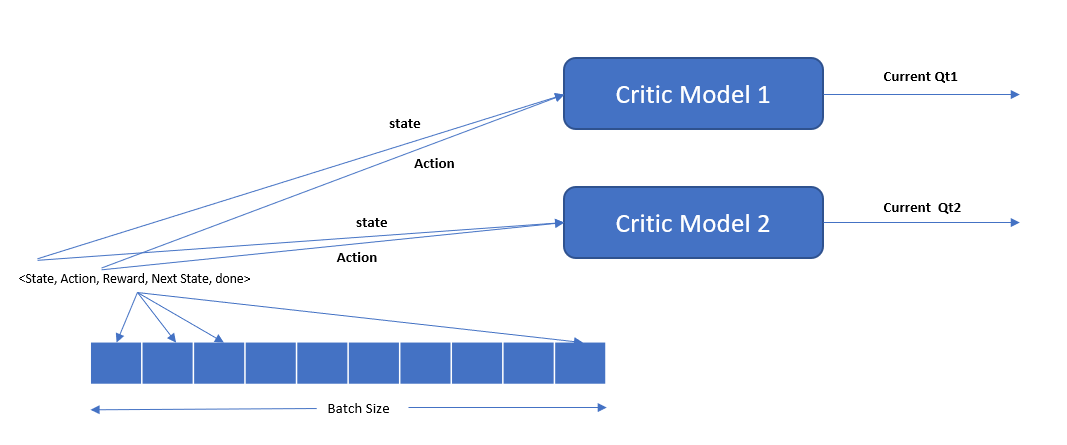 Critic Model 1
Current Qt1
state
Action
Critic Model 2
Current  Qt2
state
Action
<State, Action, Reward, Next State, done>
Batch Size